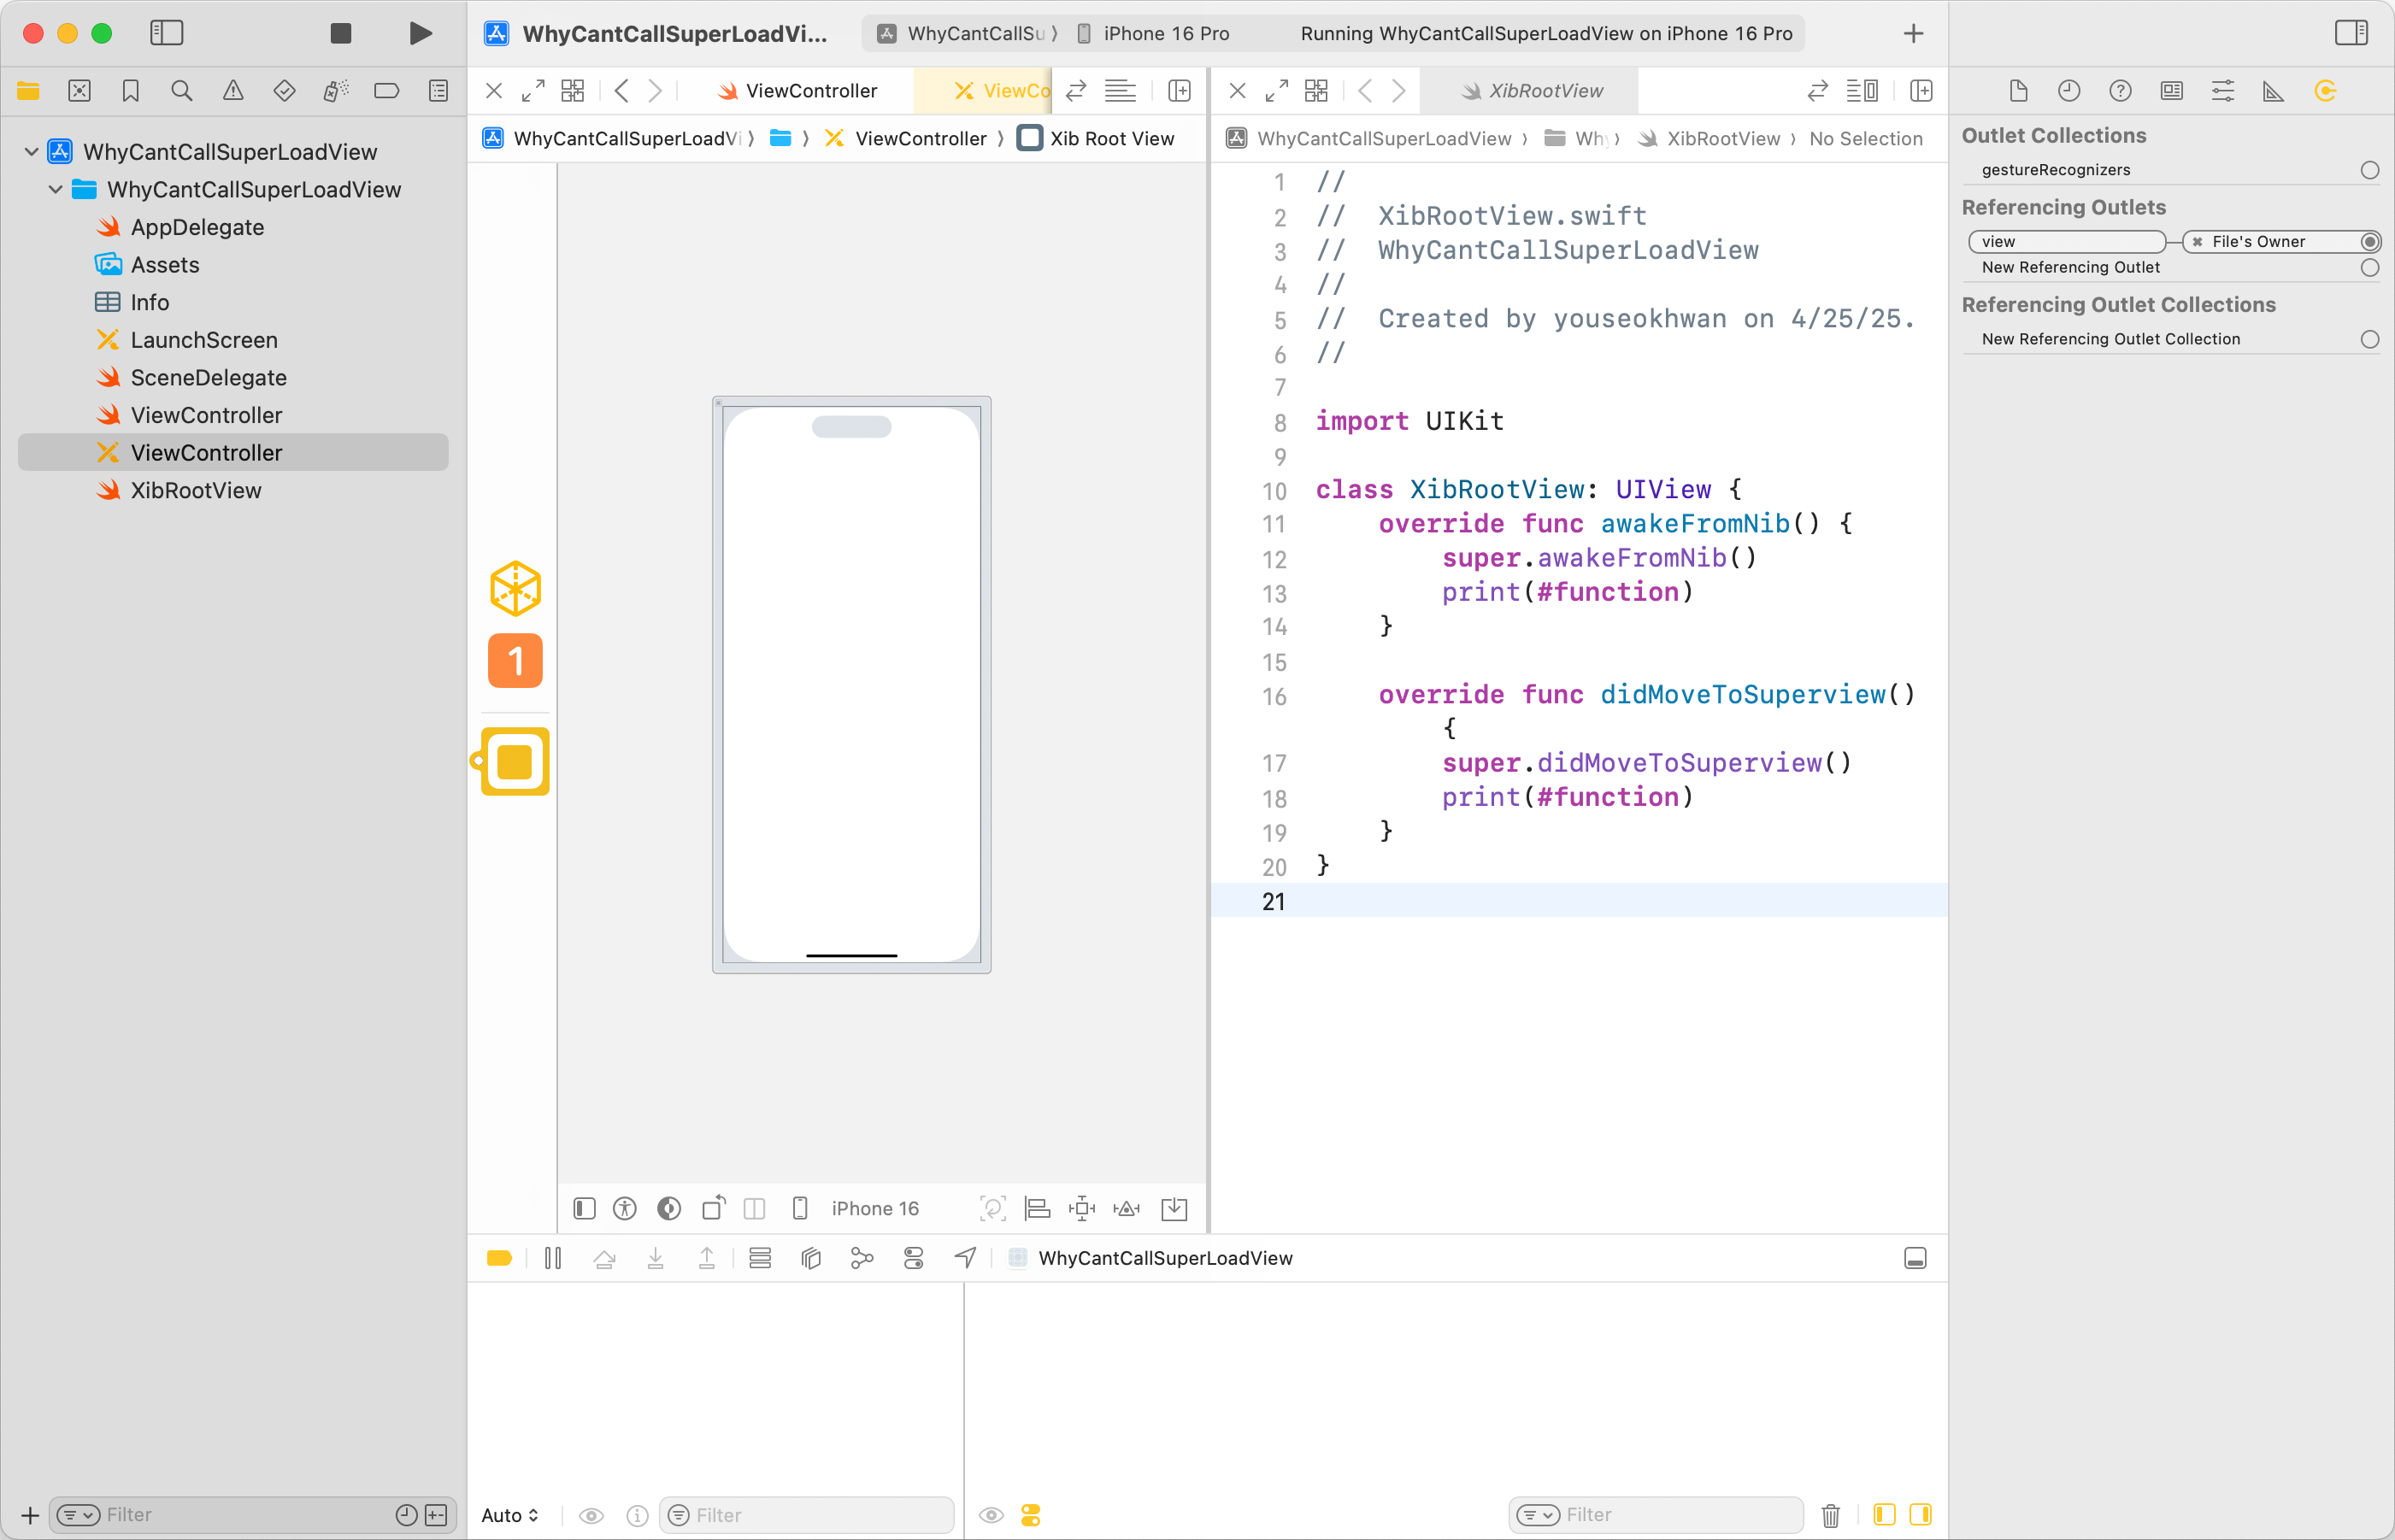 WhyCantCallSuperLoadVi...
WhyCantCallSu
iPhone 16 Pro
Running WhyCantCallSuperLoadView on iPhone 16 Pro
WhyCantCallSuperLoadView
WhyCantCallSuperLoadView
AppDelegate
Assets
Info
LaunchScreen
SceneDelegate
ViewController
ViewController
XibRootView
Filter
ViewController
ViewCo
WhyCantCallSuperLoadVi
ViewController
Xib Root View
1
iPhone 16
XibRootView
WhyCantCallSuperLoadView
Why
XibRootView
No Selection
1 //
2 //  XibRootView.swift
3 //  WhyCantCallSuperLoadView
4 //
5 //  Created by youseokhwan on 4/25/25.
6 //
7
8 import UIKit
9
10 class XibRootView: UIView {
11     override func awakeFromNib() {
12         super.awakeFromNib()
13         print(#function)
14     }
15
16     override func didMoveToSuperview()
{
17         super.didMoveToSuperview()
18         print(#function)
19     }
20 }
21
WhyCantCallSuperLoadView
Auto
Filter
Filter
Outlet Collections
gestureRecognizers
Referencing Outlets
view
File's Owner
New Referencing Outlet
Referencing Outlet Collections
New Referencing Outlet Collection